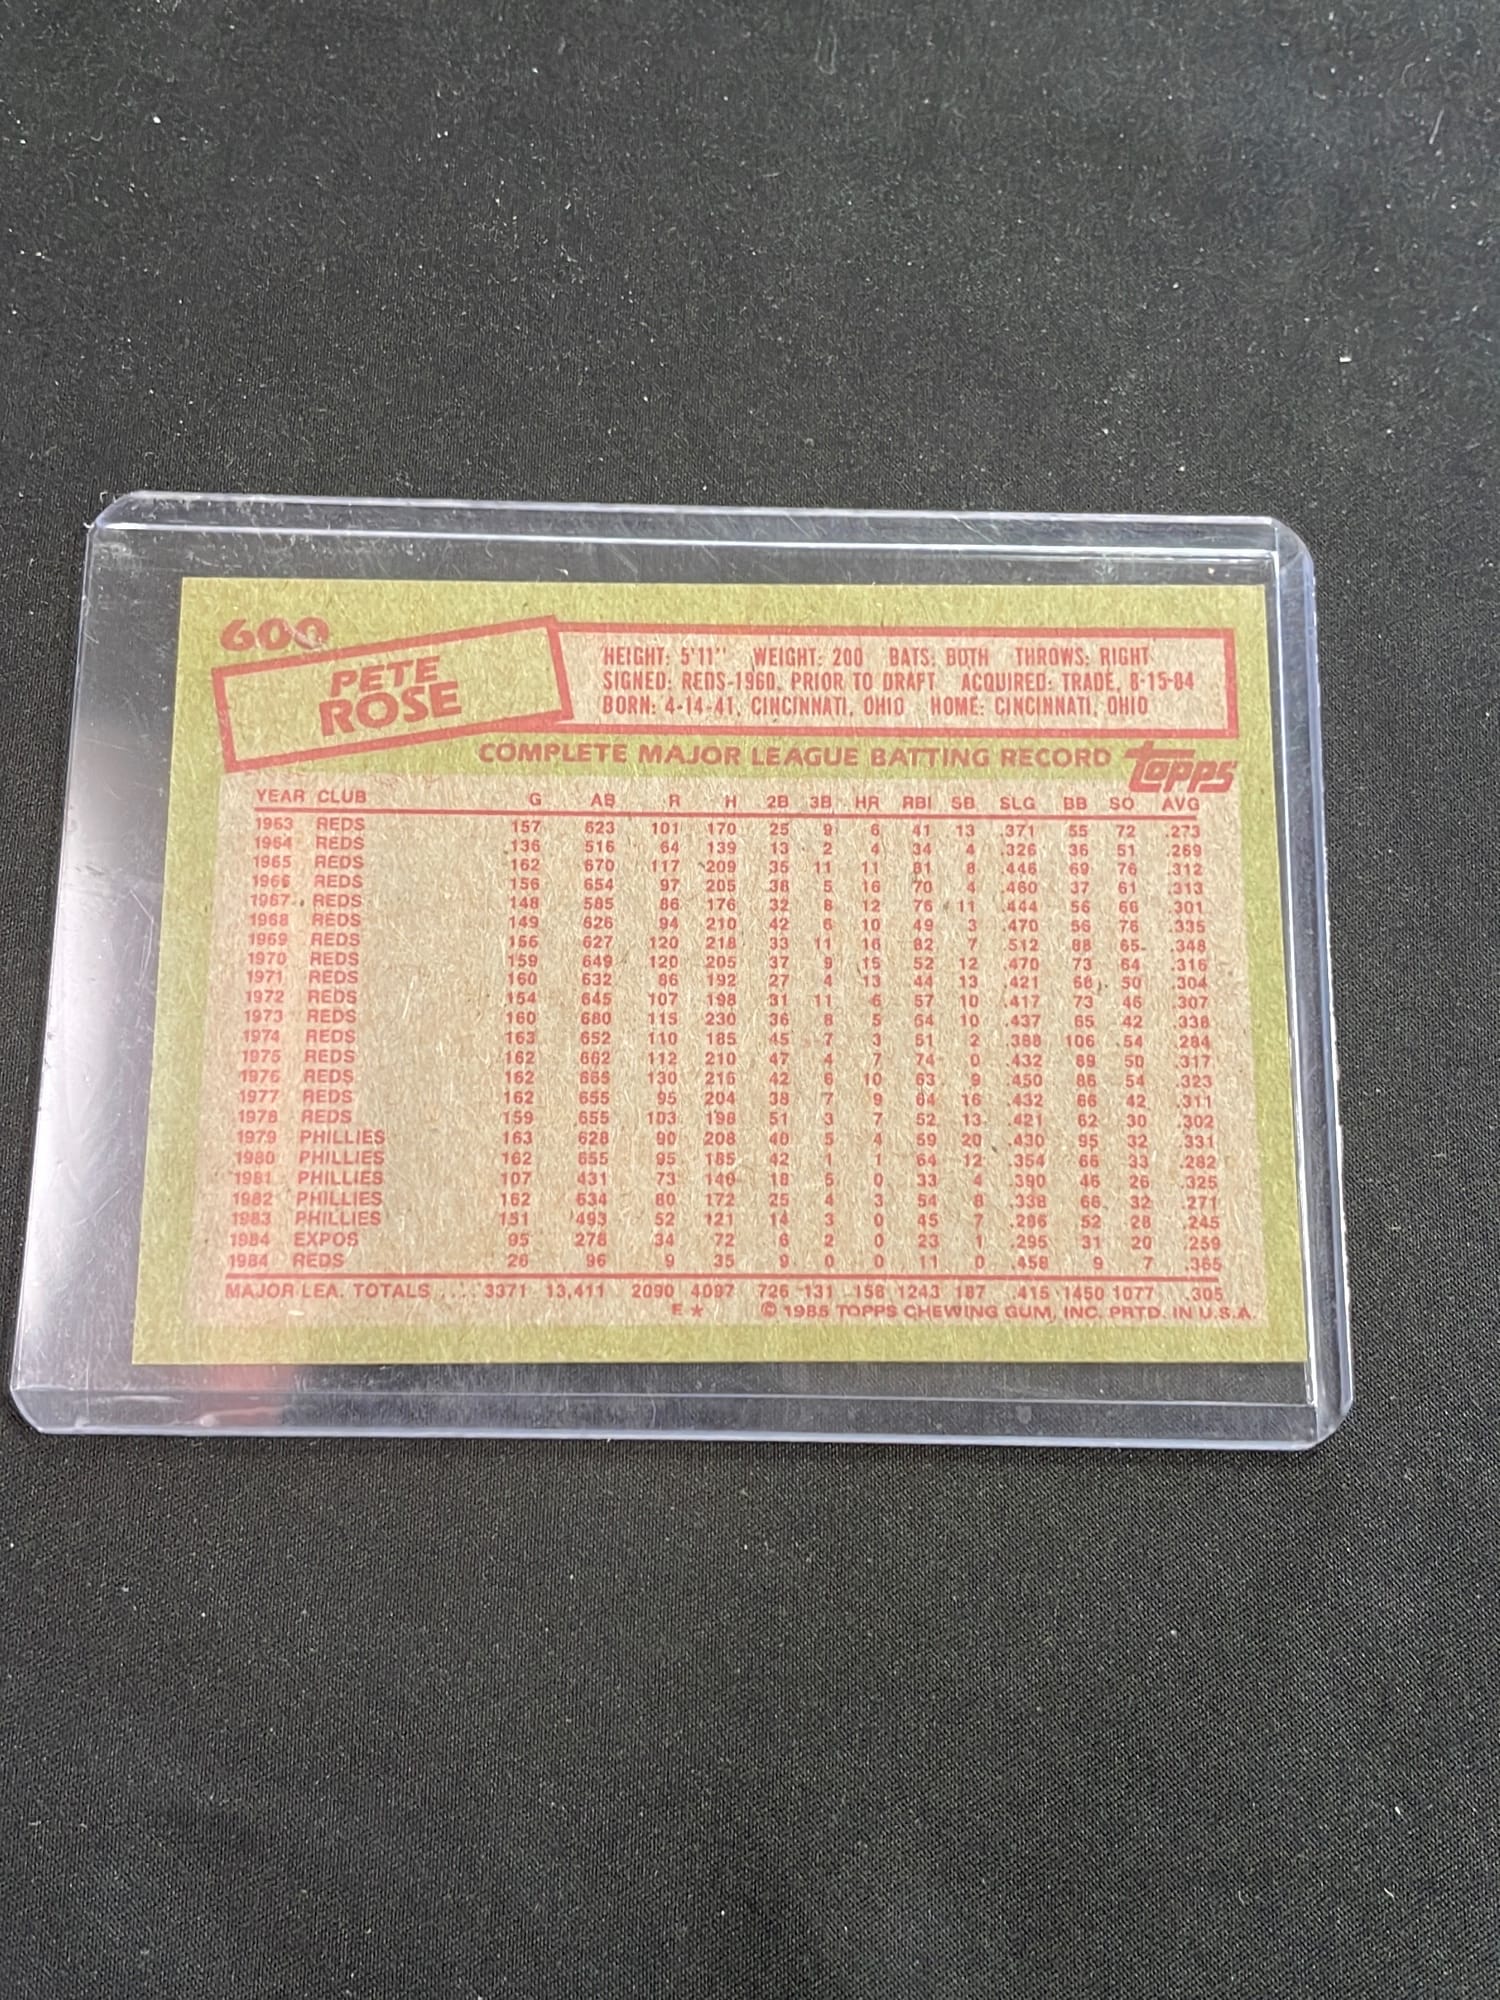 600
PETE
ROSE
HEIGHT: 5'11" WEIGHT: 200 BATS: BOTH THROWS: RIGHT
SIGNED: REDS-1960, PRIOR TO DRAFT ACQUIRED: TRADE, 8-15-84
BORN: 4-14-41, CINCINNATI, OHIO HOME: CINCINNATI, OHIO
COMPLETE MAJOR LEAGUE BATTING RECORD topps
YEAR CLUB G AB R H 2B 3B HR RBI SB SLG BB SO AVG
1963 REDS 157 623 101 170 25 9 6 41 13 .371 55 72 .273
1964 REDS 136 516 64 139 13 2 4 34 4 .326 36 51 .269
1965 REDS 162 670 117 209 35 11 11 81 8 .446 69 76 .312
1966 REDS 156 654 97 205 38 5 16 70 4 .460 37 61 .313
1967 REDS 148 585 86 176 32 8 12 76 11 .444 56 66 .301
1968 REDS 149 626 94 210 42 6 10 49 3 .470 56 76 .335
1969 REDS 156 627 120 218 33 11 16 82 7 .512 88 65 .348
1970 REDS 159 649 120 205 37 9 15 52 12 .470 73 64 .316
1971 REDS 160 632 86 192 27 4 13 44 13 .421 68 50 .304
1972 REDS 154 645 107 198 31 11 6 57 10 .417 73 46 .307
1973 REDS 160 680 115 230 36 8 5 64 10 .437 65 42 .338
1974 REDS 163 652 110 185 45 7 3 51 2 .388 106 54 .284
1975 REDS 162 662 112 210 47 4 7 74 0 .432 89 50 .317
1976 REDS 162 665 130 215 42 6 10 63 9 .450 86 54 .323
1977 REDS 162 655 95 204 38 7 9 64 16 .432 66 42 .311
1978 REDS 159 655 103 198 51 3 7 52 13 .421 62 30 .302
1979 PHILLIES 163 628 90 208 40 5 4 59 20 .430 95 32 .331
1980 PHILLIES 162 655 95 185 42 1 1 64 12 .354 66 33 .282
1981 PHILLIES 107 431 73 140 18 5 0 33 4 .390 46 26 .325
1982 PHILLIES 162 634 80 172 25 4 3 54 8 .338 66 32 .271
1983 PHILLIES 151 493 52 121 14 3 0 45 7 .286 52 28 .245
1984 EXPOS 95 278 34 72 6 2 0 23 1 .295 31 20 .259
1984 REDS 26 96 9 35 9 0 0 11 0 .458 9 7 .365
MAJOR LEA. TOTALS .... 3371 13,411 2090 4097 726 131 158 1243 187 .415 1450 1077 .305
E * © 1985 TOPPS CHEWING GUM, INC. PRTD. IN U.S.A.